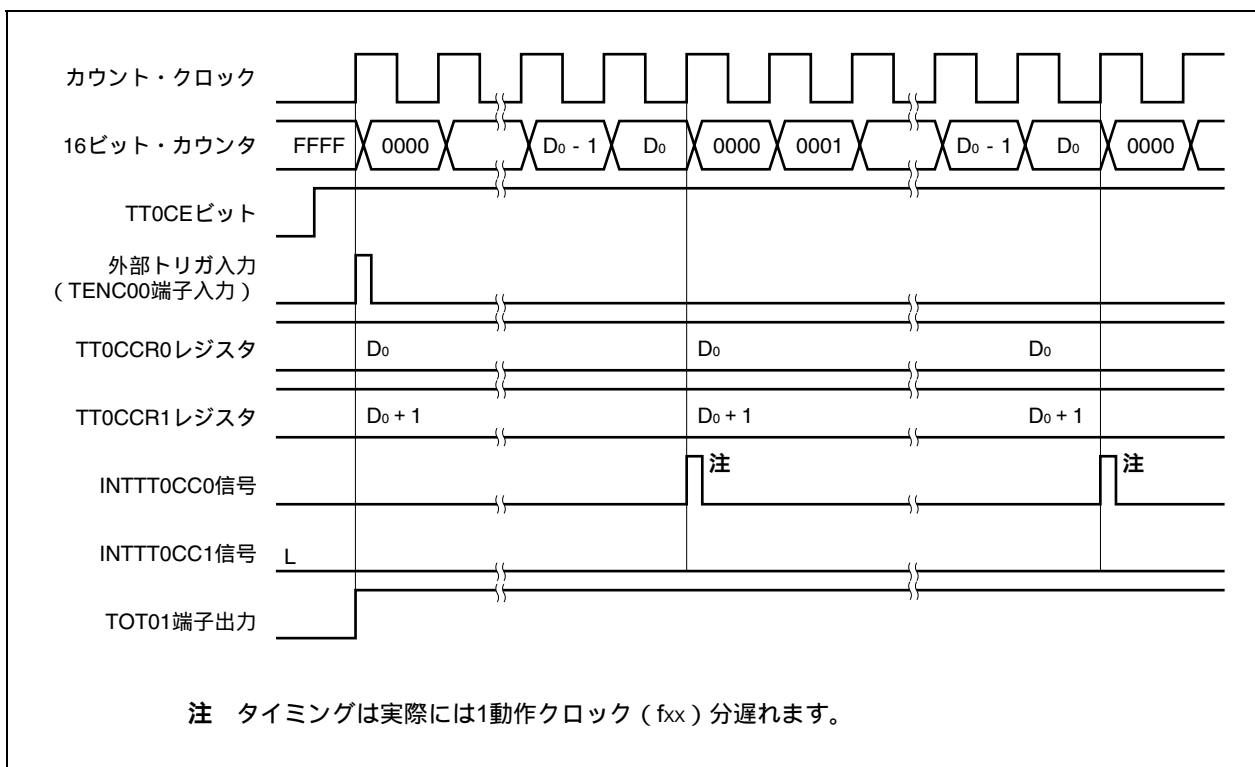 カウント・クロック
16ビット・カウンタ FFFF 0000 D0 - 1 D0 0000 0001 D0 - 1 D0 0000
TT0CEビット
外部トリガ入力
（TENC00端子入力）
TT0CCR0レジスタ D0 D0 D0
TT0CCR1レジスタ D0 + 1 D0 + 1 D0 + 1
INTTT0CC0信号 注 注
INTTT0CC1信号 L
TOT01端子出力
注 タイミングは実際には1動作クロック（fxx）分遅れます。